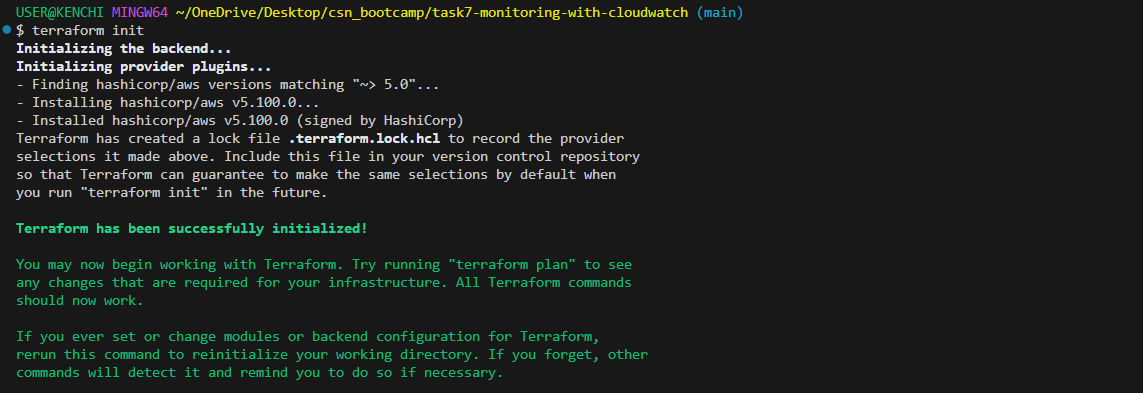 USER@KENCHI MINGW64 ~/OneDrive/Desktop/csn_bootcamp/task7-monitoring-with-cloudwatch (main)
$ terraform init
Initializing the backend...
Initializing provider plugins...
- Finding hashicorp/aws versions matching "~> 5.0"...
- Installing hashicorp/aws v5.100.0...
- Installed hashicorp/aws v5.100.0 (signed by HashiCorp)
Terraform has created a lock file .terraform.lock.hcl to record the provider
selections it made above. Include this file in your version control repository
so that Terraform can guarantee to make the same selections by default when
you run "terraform init" in the future.
Terraform has been successfully initialized!
You may now begin working with Terraform. Try running "terraform plan" to see
any changes that are required for your infrastructure. All Terraform commands
should now work.
If you ever set or change modules or backend configuration for Terraform,
rerun this command to reinitialize your working directory. If you forget, other
commands will detect it and remind you to do so if necessary.